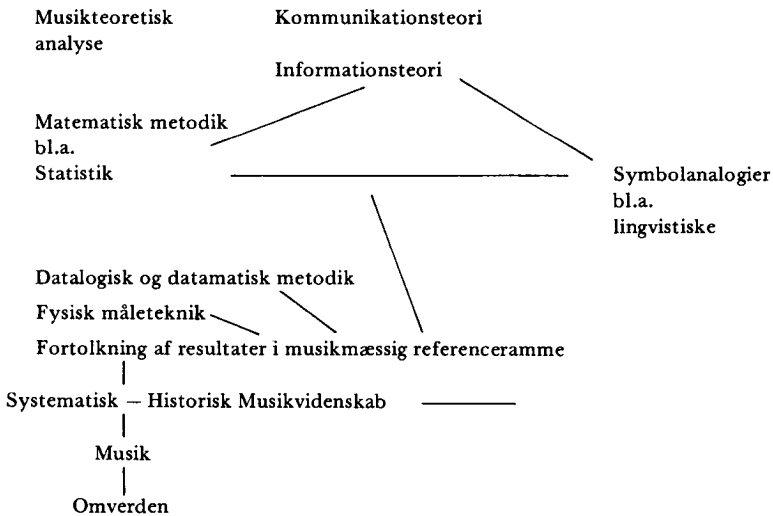 Musikteoretisk
analyse
Kommunikationsteori
Informationsteori
Matematisk metodik
bl.a.
Statistik
Symbolanalogier
bl.a.
lingvistiske
Datalogisk og datamatisk metodik
Fysisk måleteknik
Fortolkning af resultater i musikmæssig referenceramme
Systematisk – Historisk Musikvidenskab
Musik
Omverden